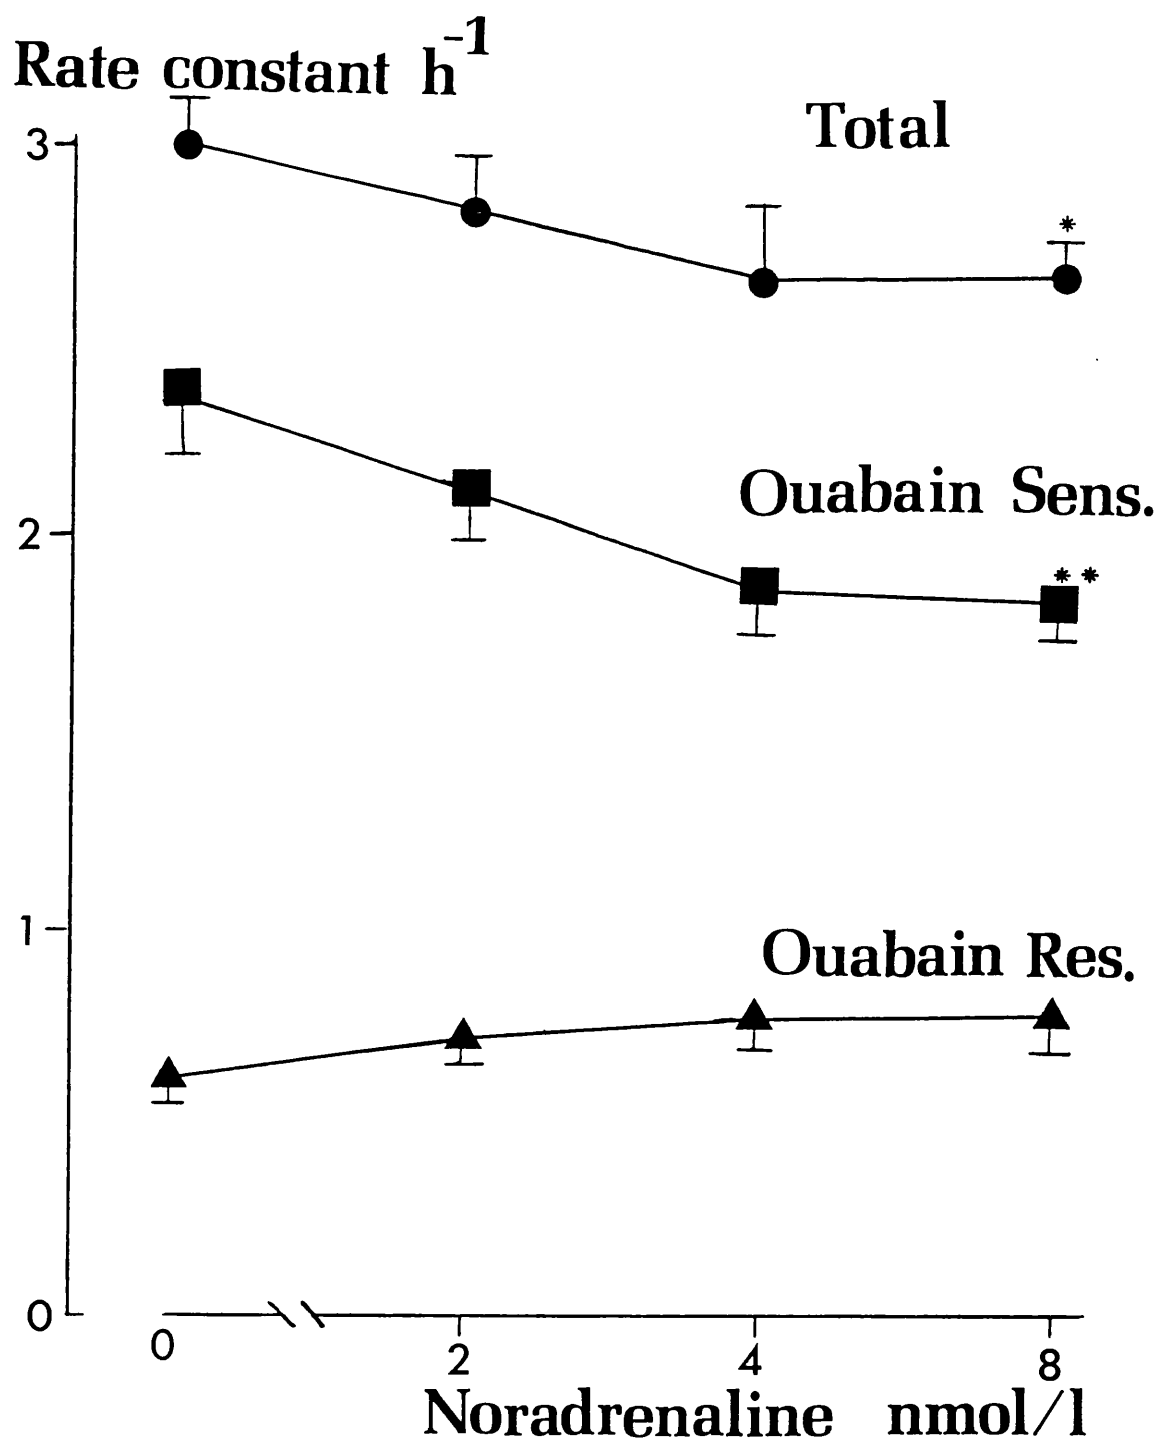 Rate constant h-1
3
Total
*
2
Ouabain Sens.
**
1
Ouabain Res.
0
0 2 4 8
Noradrenaline nmol/l